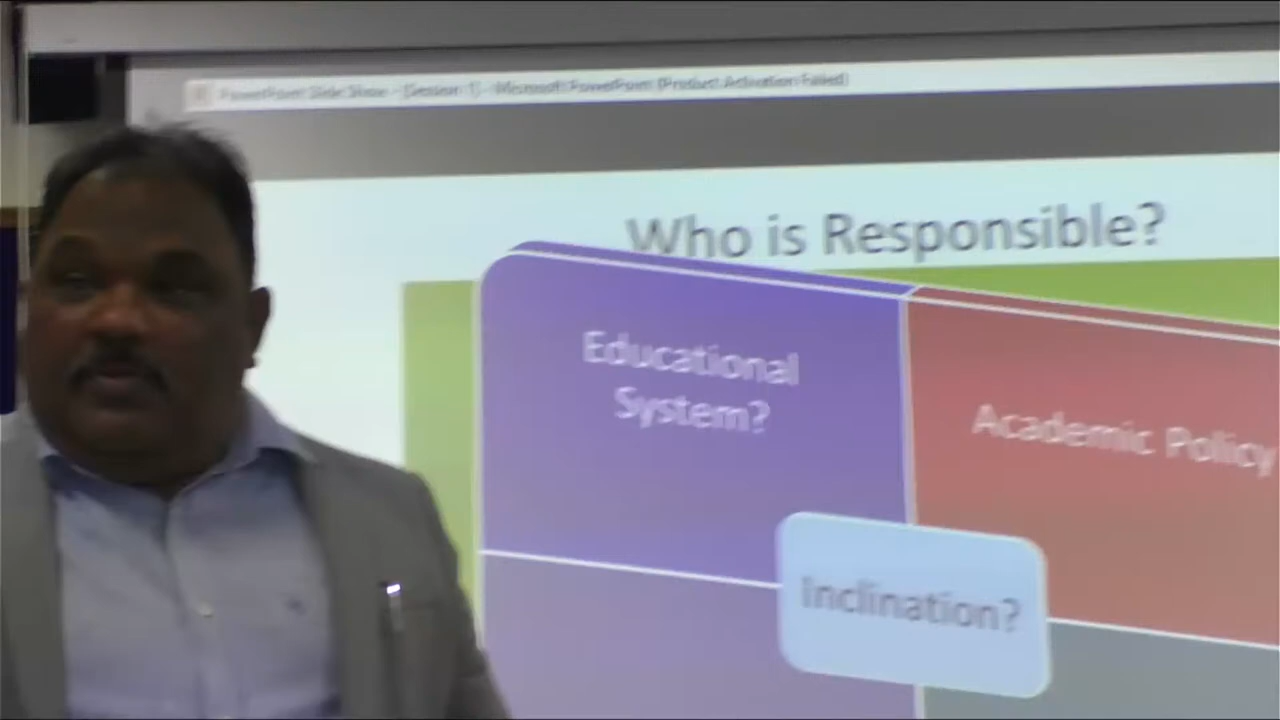 PowerPoint Slide Show - [Session 1] - Microsoft PowerPoint (Product Activation Failed)
Who is Responsible?
Educational
System?
Academic Policy
Inclination?